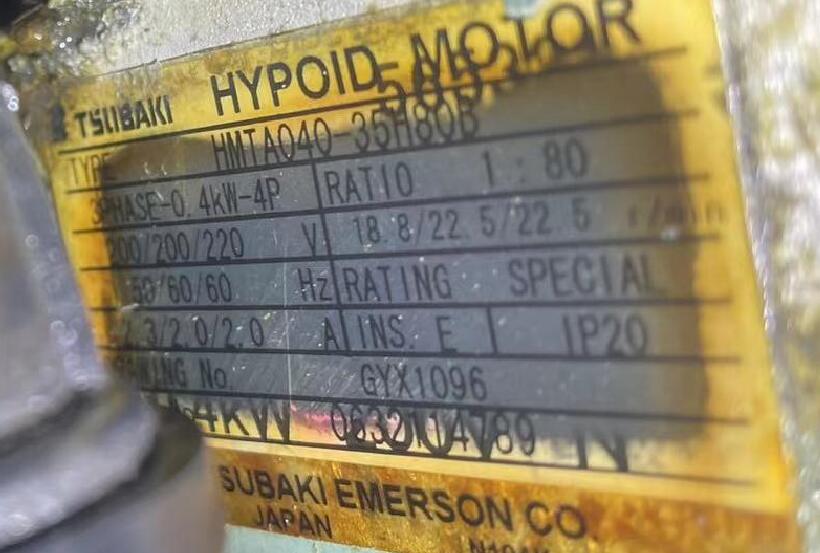 TSUBAKI HYPOID-MOTOR
TYPE HMTA040-35H80B
3PHASE-0.4kW-4P RATIO 1:80
200/200/220 V 18.8/22.5/22.5 r/min
50/60/60 Hz RATING SPECIAL
2.3/2.0/2.0 A INS. E IP20
No. GYX1096
4kW
TSUBAKI EMERSON CO.
JAPAN